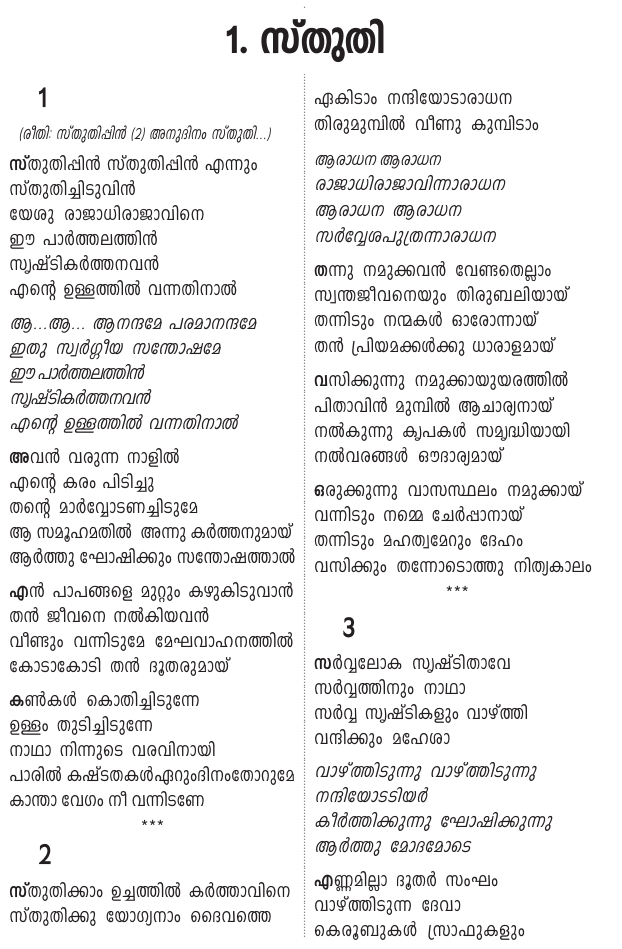 1. സ്തുതി
1
(രീതി: സ്തുതിപ്പിൻ (2) അനുദിനം സ്തുതി...)
സ്തുതിപ്പിൻ സ്തുതിപ്പിൻ എന്നും
സ്തുതിച്ചിടുവിൻ
യേശു രാജാധിരാജാവിനെ
ഈ പാർത്തലത്തിൻ
സൃഷ്ടികർത്തനവൻ
എന്റെ ഉള്ളത്തിൽ വന്നതിനാൽ
ആ...ആ... ആനന്ദമേ പരമാനന്ദമേ
ഇതു സ്വർഗ്ഗീയ സന്തോഷമേ
ഈ പാർത്തലത്തിൻ
സൃഷ്ടികർത്തനവൻ
എന്റെ ഉള്ളത്തിൽ വന്നതിനാൽ
അവൻ വരുന്ന നാളിൽ
എന്റെ കരം പിടിച്ചു
തന്റെ മാർവ്വോടണച്ചിടുമേ
ആ സമൂഹമതിൽ അന്നു കർത്തനുമായ്
ആർത്തു ഘോഷിക്കും സന്തോഷത്താൽ
എൻ പാപങ്ങളെ മുറ്റും കഴുകിടുവാൻ
തൻ ജീവനെ നൽകിയവൻ
വീണ്ടും വന്നിടുമേ മേഘവാഹനത്തിൽ
കോടാകോടി തൻ ദൂതരുമായ്
കൺകൾ കൊതിച്ചിടുന്നേ
ഉള്ളം തുടിച്ചിടുന്നേ
നാഥാ നിന്നുടെ വരവിനായി
പാരിൽ കഷ്ടതകൾഏറുംദിനംതോറുമേ
കാന്താ വേഗം നീ വന്നിടണേ
***
2
സ്തുതിക്കാം ഉച്ചത്തിൽ കർത്താവിനെ
സ്തുതിക്കു യോഗ്യനാം ദൈവത്തെ
ഏകിടാം നന്ദിയോടാരാധന
തിരുമുമ്പിൽ വീണു കുമ്പിടാം
ആരാധന ആരാധന
രാജാധിരാജാവിന്നാരാധന
ആരാധന ആരാധന
സർവ്വേശപുത്രന്നാരാധന
തന്നു നമുക്കവൻ വേണ്ടതെല്ലാം
സ്വന്തജീവനെയും തിരുബലിയായ്
തന്നിടും നന്മകൾ ഓരോന്നായ്
തൻ പ്രിയമക്കൾക്കു ധാരാളമായ്
വസിക്കുന്നു നമുക്കായുയരത്തിൽ
പിതാവിൻ മുമ്പിൽ ആചാര്യനായ്
നൽകുന്നു കൃപകൾ സമൃദ്ധിയായി
നൽവരങ്ങൾ ഔദാര്യമായ്
ഒരുക്കുന്നു വാസസ്ഥലം നമുക്കായ്
വന്നിടും നമ്മെ ചേർപ്പാനായ്
തന്നിടും മഹത്വമേറും ദേഹം
വസിക്കും തന്നോടൊത്തു നിത്യകാലം
***
3
സർവ്വലോക സൃഷ്ടിതാവേ
സർവ്വത്തിനും നാഥാ
സർവ്വ സൃഷ്ടികളും വാഴ്ത്തി
വന്ദിക്കും മഹേശാ
വാഴ്ത്തിടുന്നു വാഴ്ത്തിടുന്നു
നന്ദിയോടടിയർ
കീർത്തിക്കുന്നു ഘോഷിക്കുന്നു
ആർത്തു മോദമോടെ
എണ്ണമില്ലാ ദൂതർ സംഘം
വാഴ്ത്തിടുന്ന ദേവാ
കെരൂബുകൾ സ്രാഫുകളും